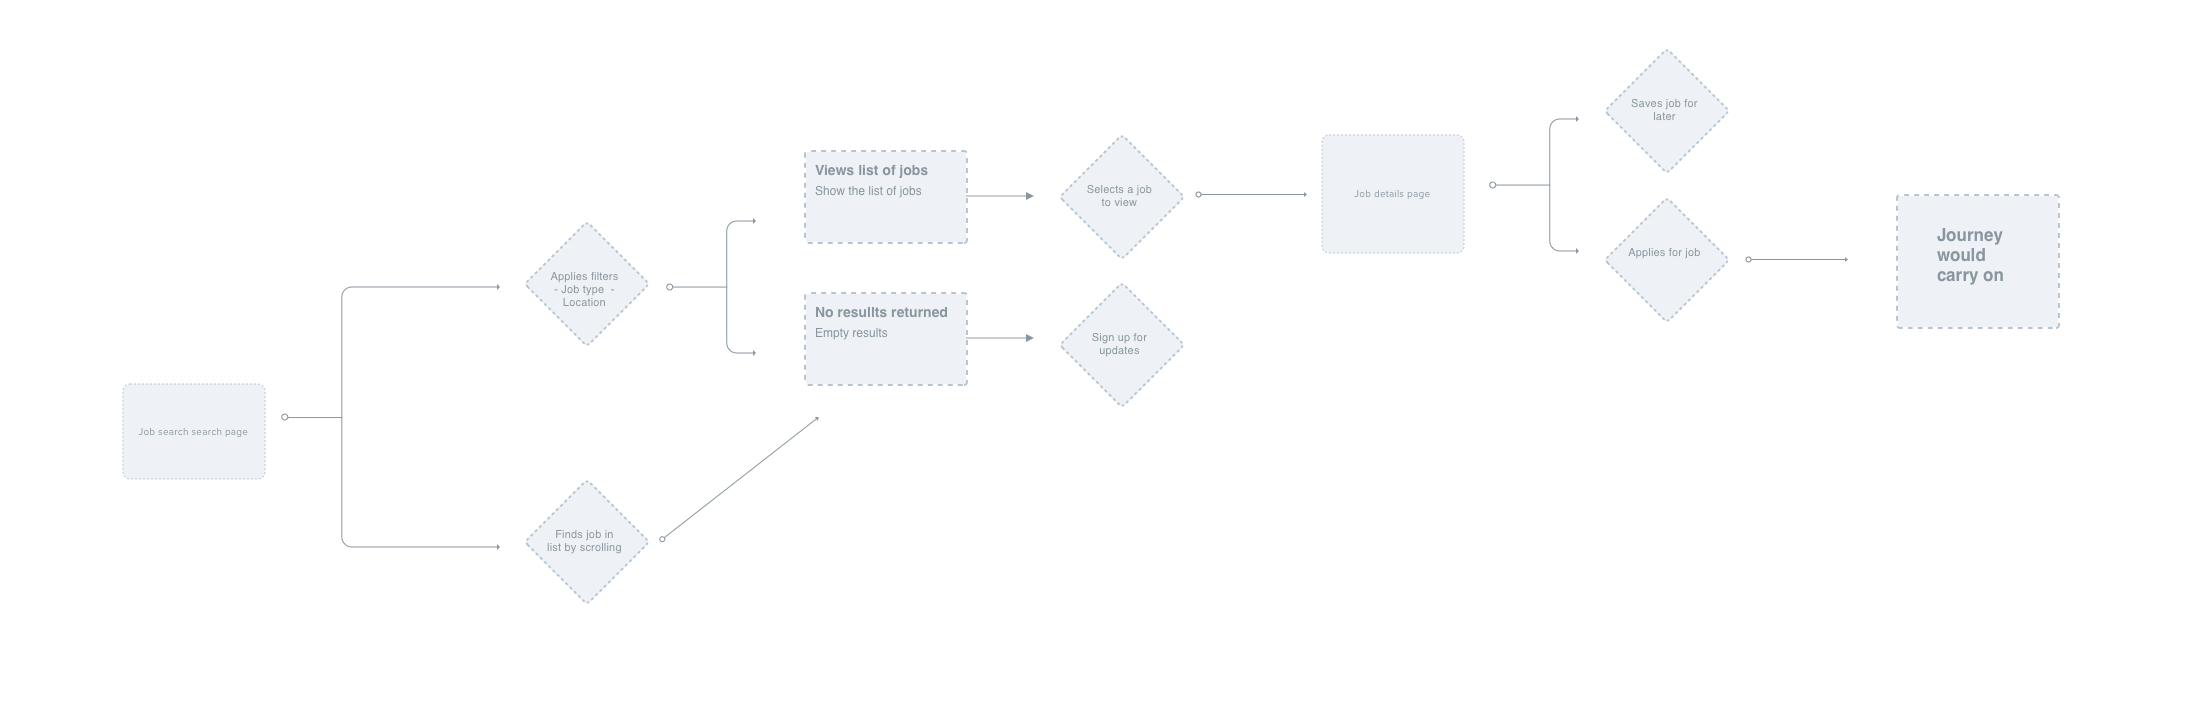 Job search search page
Applies filters
- Job type  -
Location
Finds job in
list by scrolling
Views list of jobs
Show the list of jobs
No resullts returned
Empty results
Selects a job
to view
Sign up for
updates
Job details page
Saves job for
later
Applies for job
Journey
would
carry on